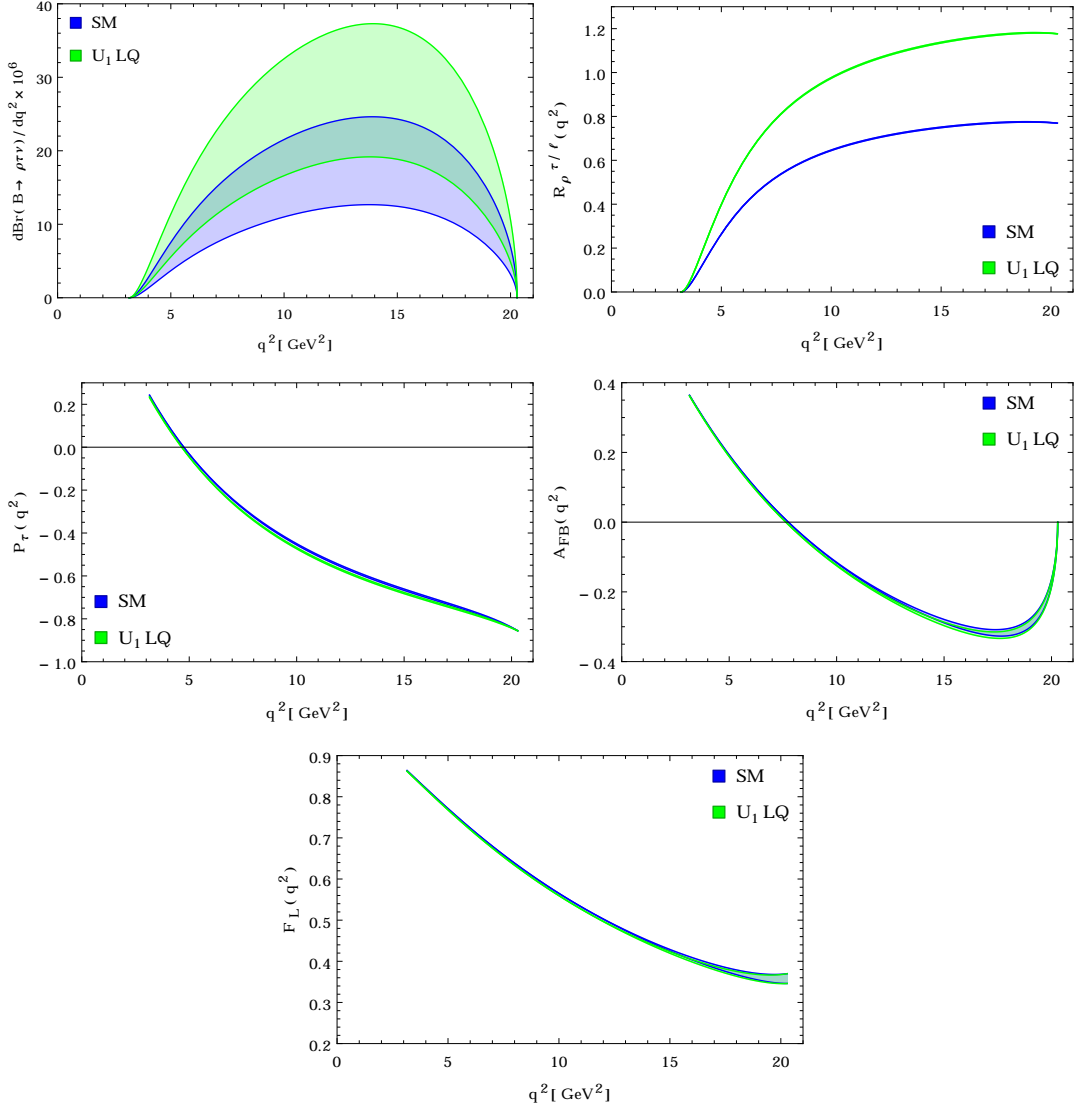 dBr( B→ ρτν) / dq² × 10⁶
40
30
20
10
0
SM
U₁ LQ
0 5 10 15 20
q² [ GeV² ]
R_ρ^{τ/ℓ} ( q² )
1.2
1.0
0.8
0.6
0.4
0.2
0.0
SM
U₁ LQ
0 5 10 15 20
q² [ GeV² ]
P_τ ( q² )
0.2
0.0
− 0.2
− 0.4
− 0.6
− 0.8
− 1.0
SM
U₁ LQ
0 5 10 15 20
q² [ GeV² ]
A_FB ( q² )
0.4
0.2
0.0
− 0.2
− 0.4
SM
U₁ LQ
0 5 10 15 20
q² [ GeV² ]
F_L ( q² )
0.9
0.8
0.7
0.6
0.5
0.4
0.3
0.2
SM
U₁ LQ
0 5 10 15 20
q² [ GeV² ]